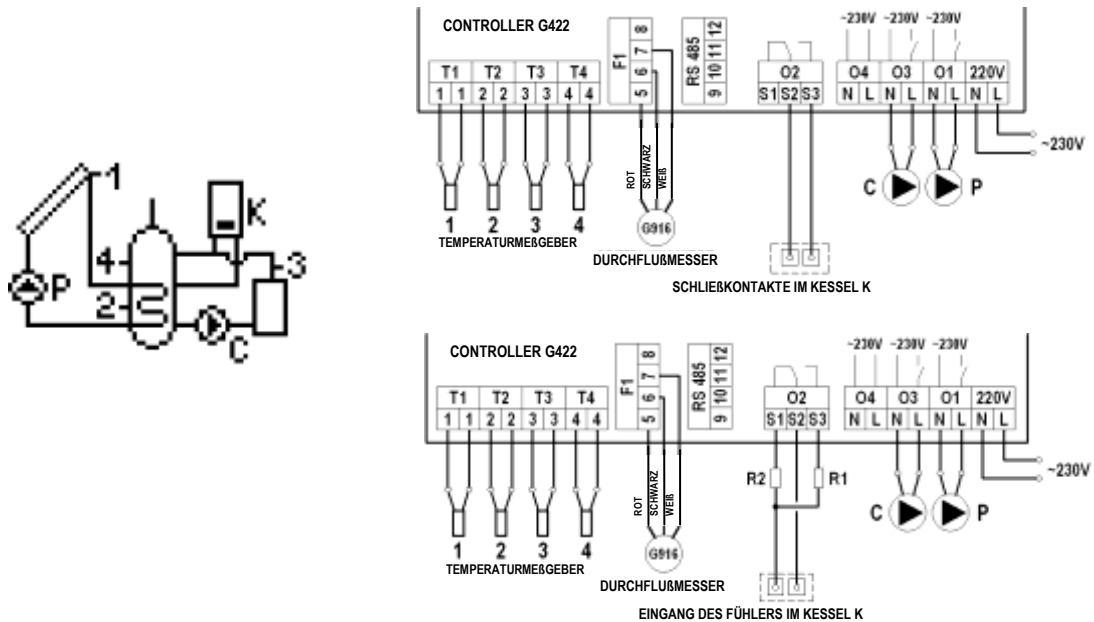 1
K
4
3
P
2
C
CONTROLLER G422
T1 T2 T3 T4
1 1 2 2 3 3 4 4
F1
5 6 7 8
RS 485
9 10 11 12
~230V ~230V ~230V
O2 O4 O3 O1 220V
S1 S2 S3 N L N L N L N L
~230V
ROT
SCHWARZ
WEIß
C P
1 2 3 4
G916
TEMPERATURMEßGEBER
DURCHFLUßMESSER
SCHLIEßKONTAKTE IM KESSEL K
CONTROLLER G422
T1 T2 T3 T4
1 1 2 2 3 3 4 4
F1
5 6 7 8
RS 485
9 10 11 12
~230V ~230V ~230V
O2 O4 O3 O1 220V
S1 S2 S3 N L N L N L N L
~230V
R2 R1
ROT
SCHWARZ
WEIß
C P
1 2 3 4
G916
TEMPERATURMEßGEBER
DURCHFLUßMESSER
EINGANG DES FÜHLERS IM KESSEL K